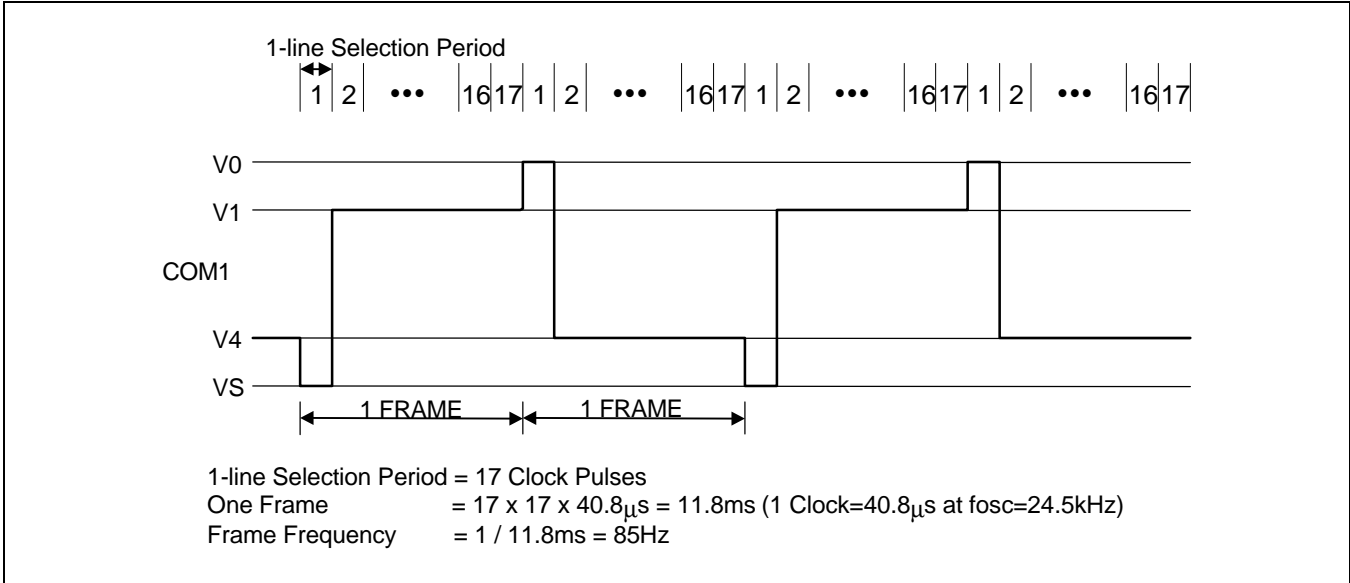 1-line Selection Period
1 2 ••• 16 17 1 2 ••• 16 17 1 2 ••• 16 17 1 2 ••• 16 17
V0
V1
COM1
V4
VS
1 FRAME 1 FRAME
1-line Selection Period = 17 Clock Pulses
One Frame = 17 x 17 x 40.8μs = 11.8ms (1 Clock=40.8μs at fosc=24.5kHz)
Frame Frequency = 1 / 11.8ms = 85Hz